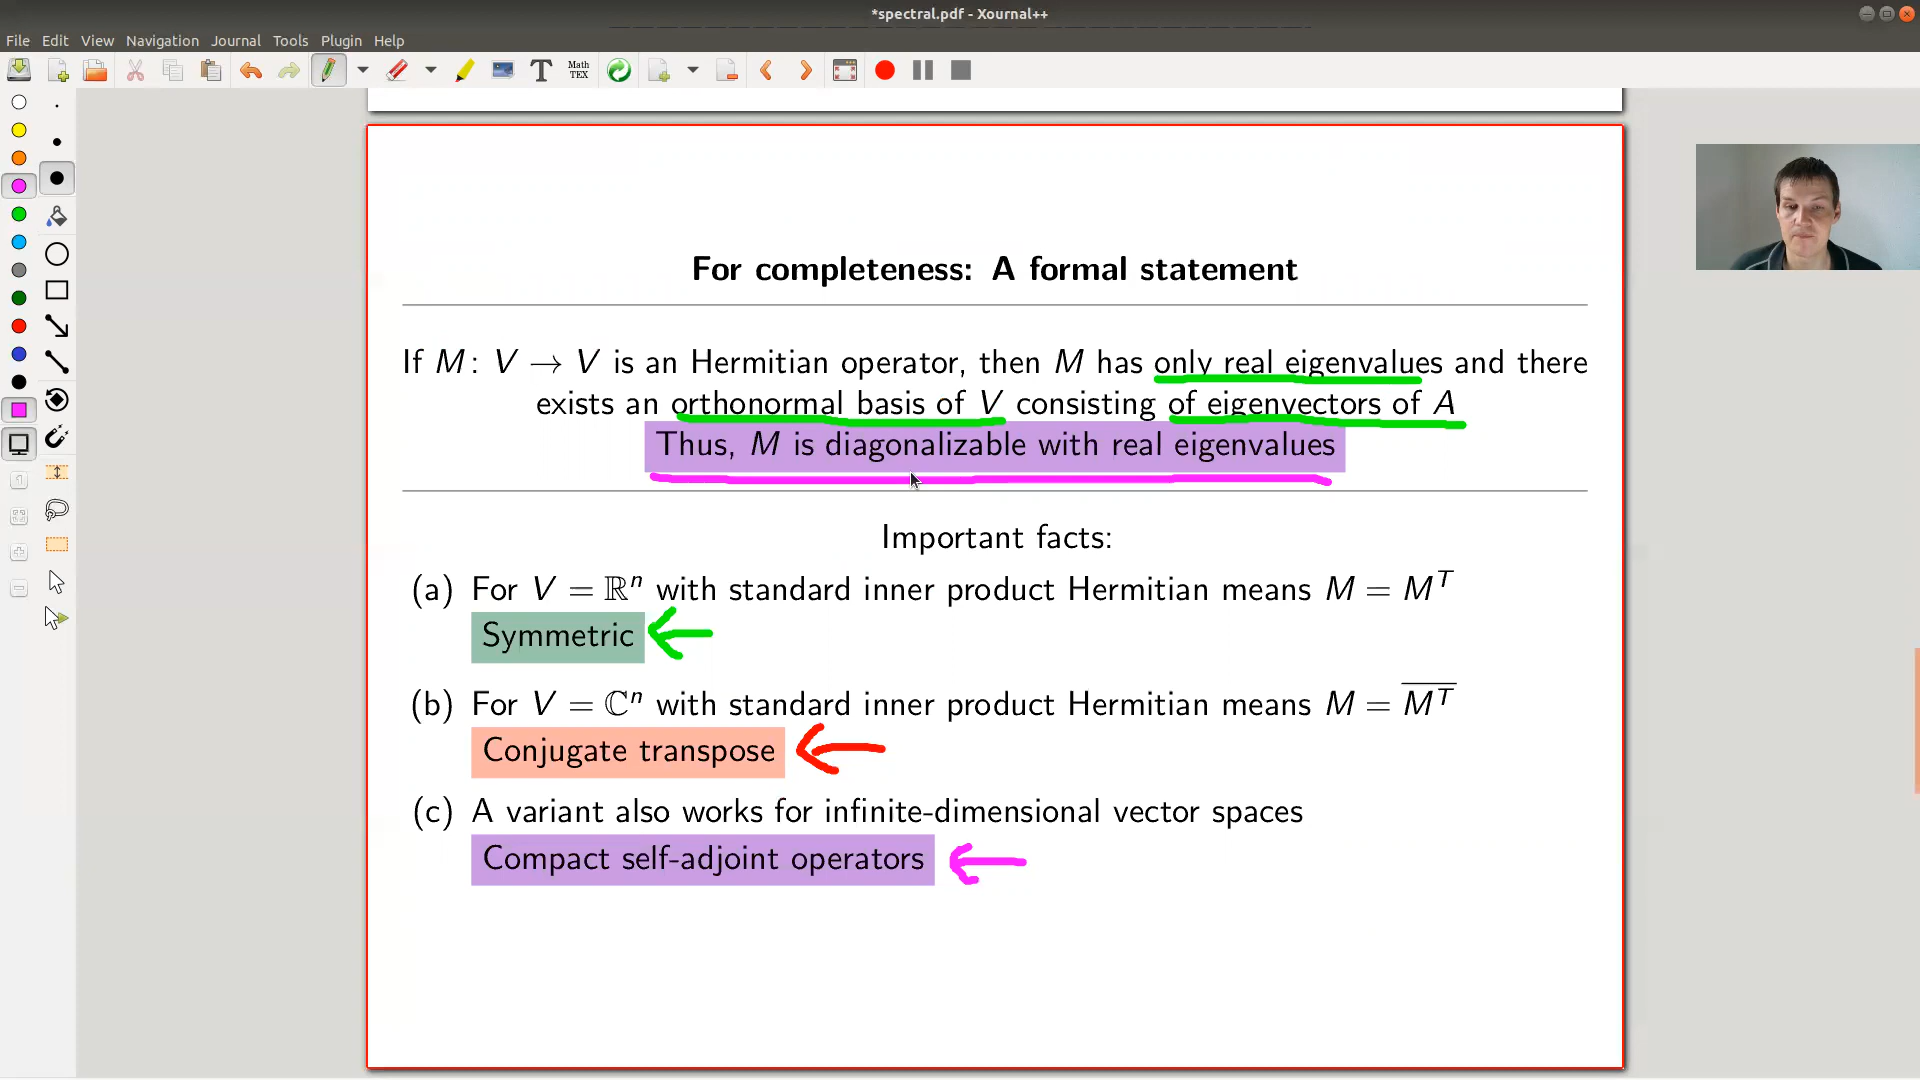 *spectral.pdf - Xournal++
File Edit View Navigation Journal Tools Plugin Help
T MATH TEX
For completeness: A formal statement
If M: V → V is an Hermitian operator, then M has only real eigenvalues and there
exists an orthonormal basis of V consisting of eigenvectors of A
Thus, M is diagonalizable with real eigenvalues
Important facts:
(a) For V = ℝⁿ with standard inner product Hermitian means M = Mᵀ
Symmetric
(b) For V = ℂⁿ with standard inner product Hermitian means M = M̅ᵀ̅
Conjugate transpose
(c) A variant also works for infinite-dimensional vector spaces
Compact self-adjoint operators